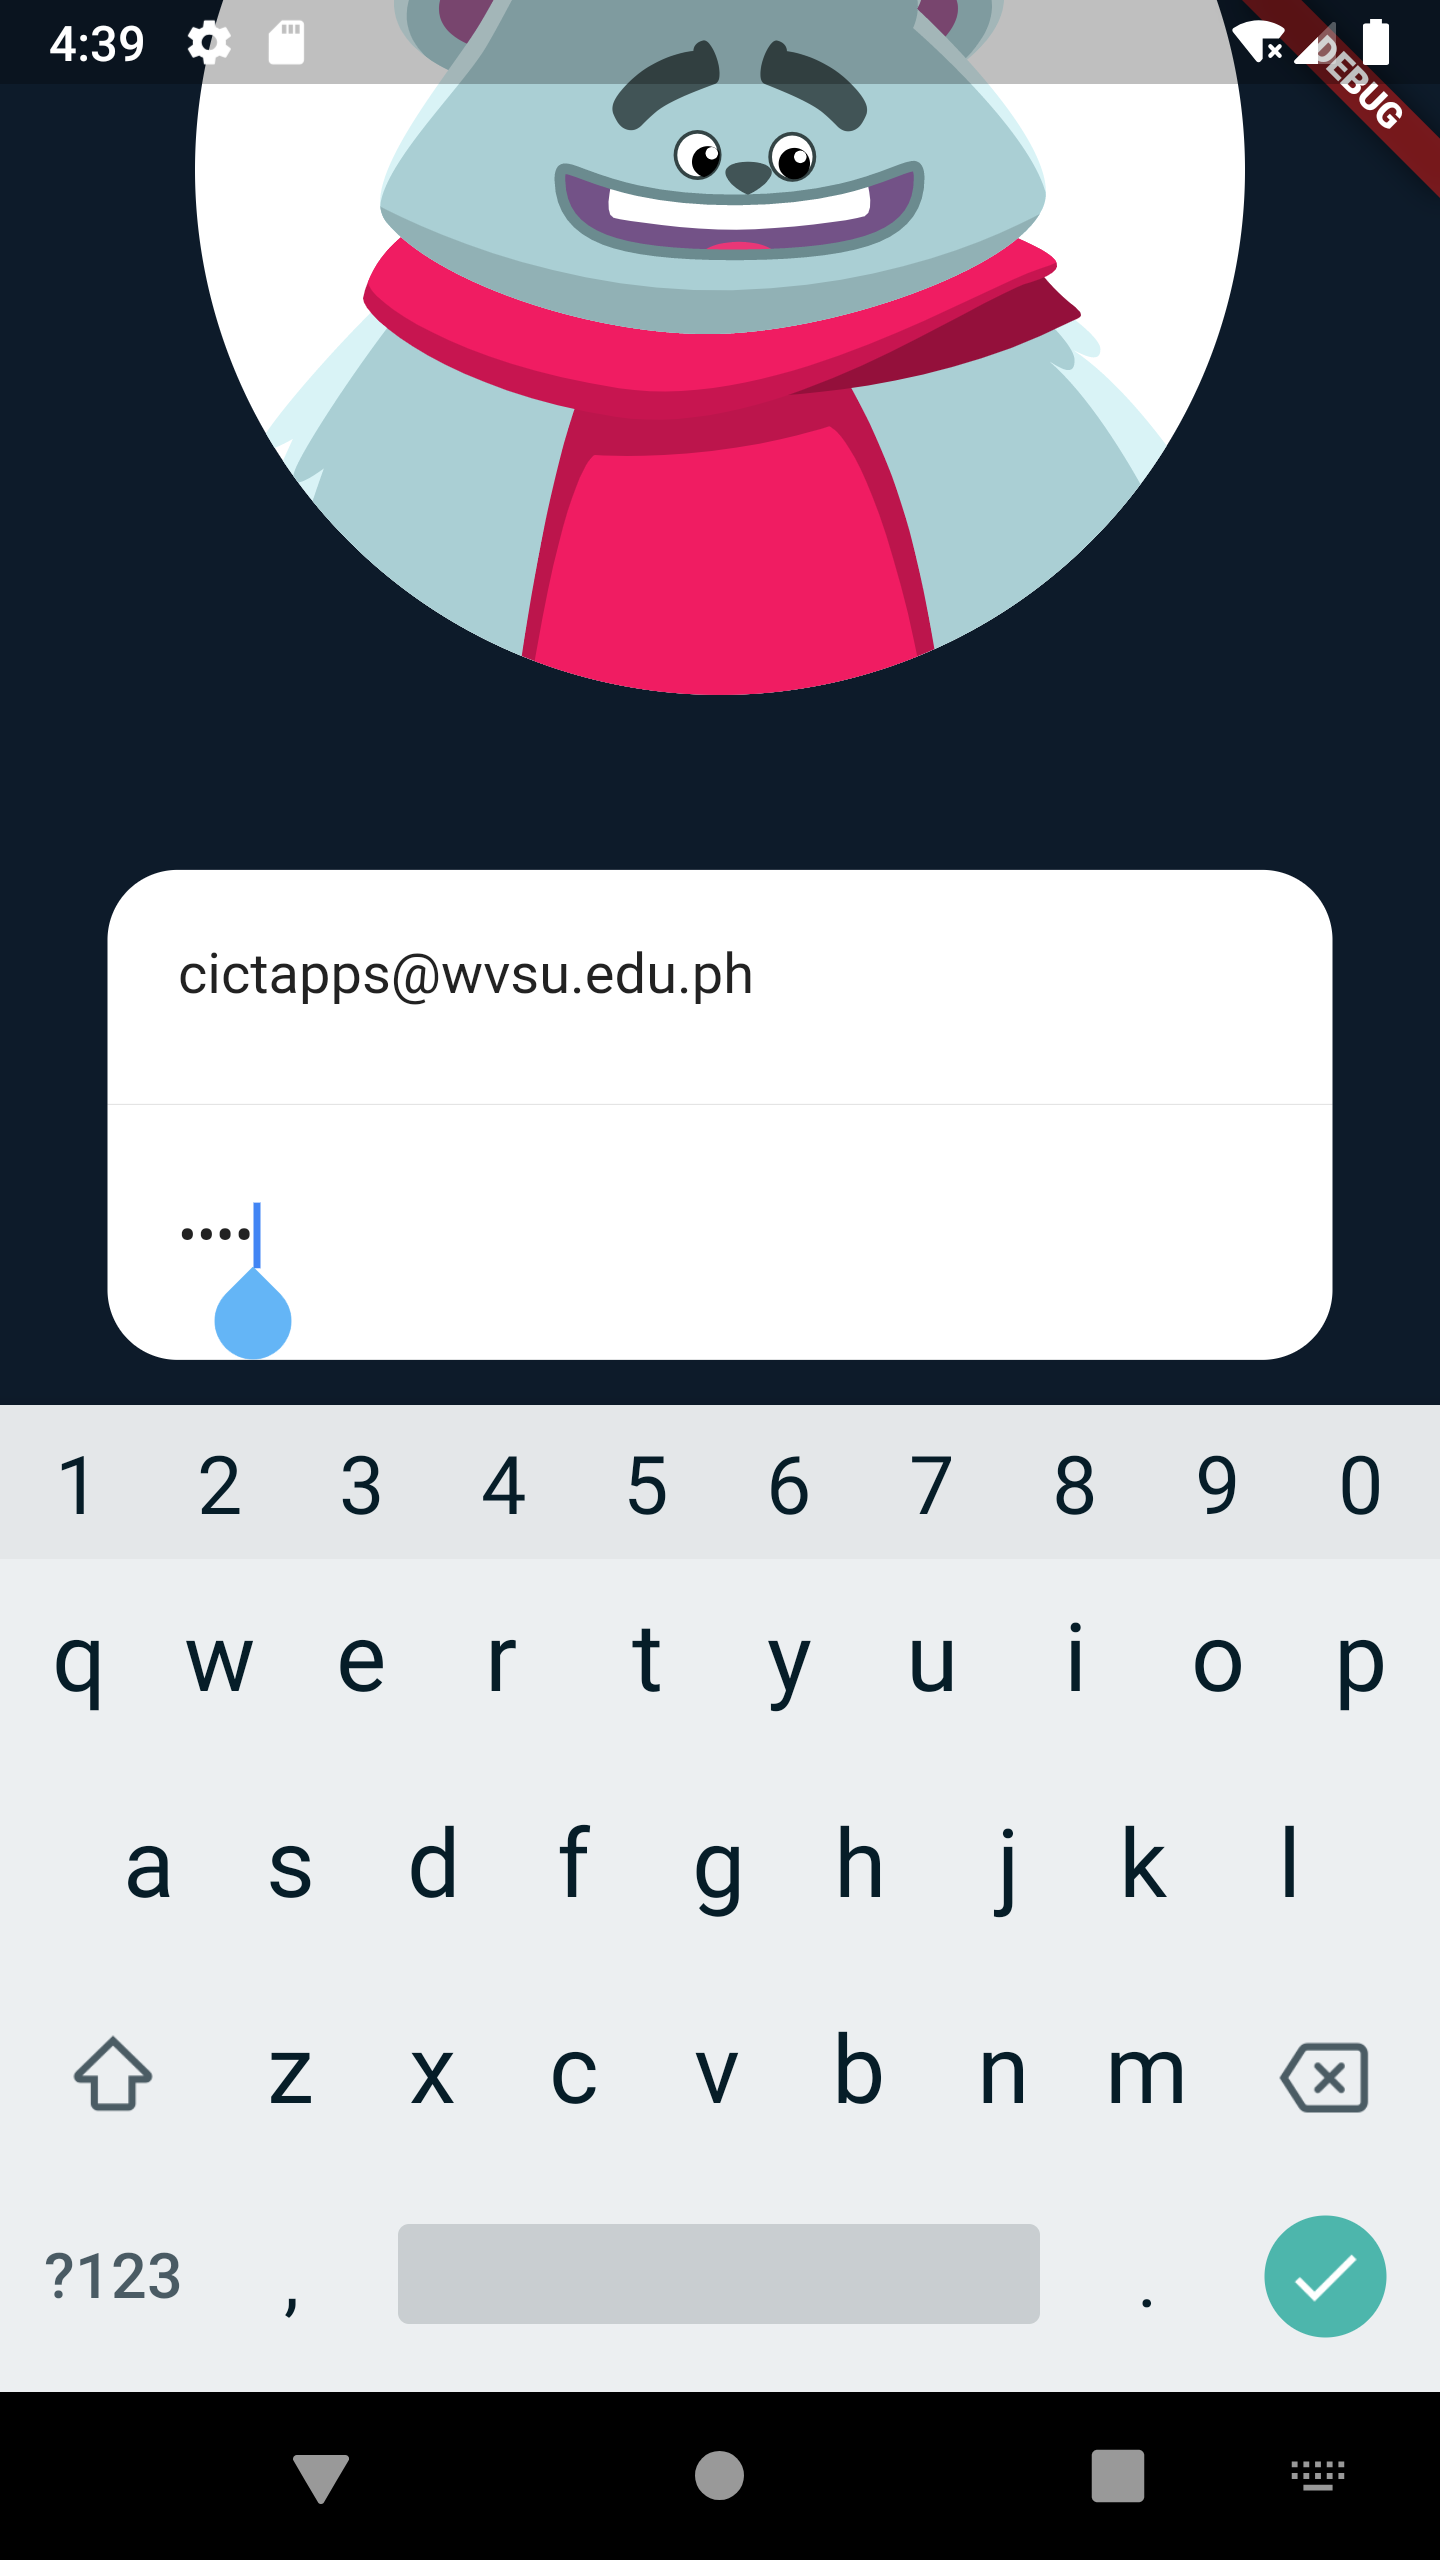 4:39
DEBUG
cictapps@wvsu.edu.ph
••••
1 2 3 4 5 6 7 8 9 0
q w e r t y u i o p
a s d f g h j k l
z x c v b n m
?123 , .